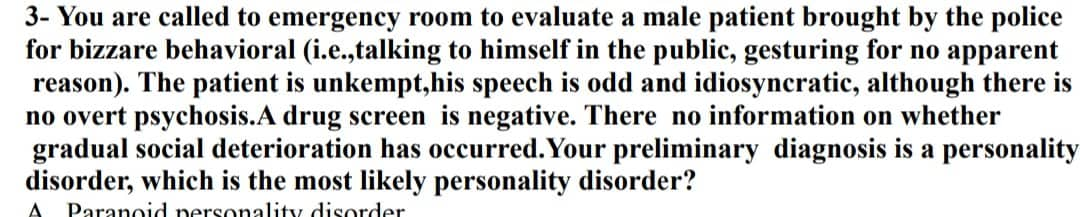 3- You are called to emergency room to evaluate a male patient brought by the police
for bizzare behavioral (i.e.,talking to himself in the public, gesturing for no apparent
reason). The patient is unkempt,his speech is odd and idiosyncratic, although there is
no overt psychosis.A drug screen is negative. There no information on whether
gradual social deterioration has occurred.Your preliminary diagnosis is a personality
disorder, which is the most likely personality disorder?
A Paranoid personality disorder